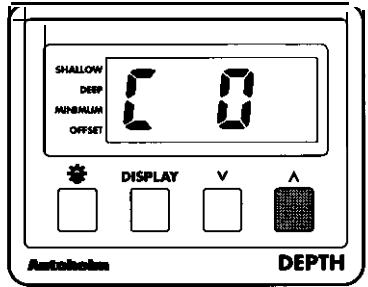 SHALLOW
DEEP
MINIMUM
OFFSET
C 0
DISPLAY
Autohelm
DEPTH